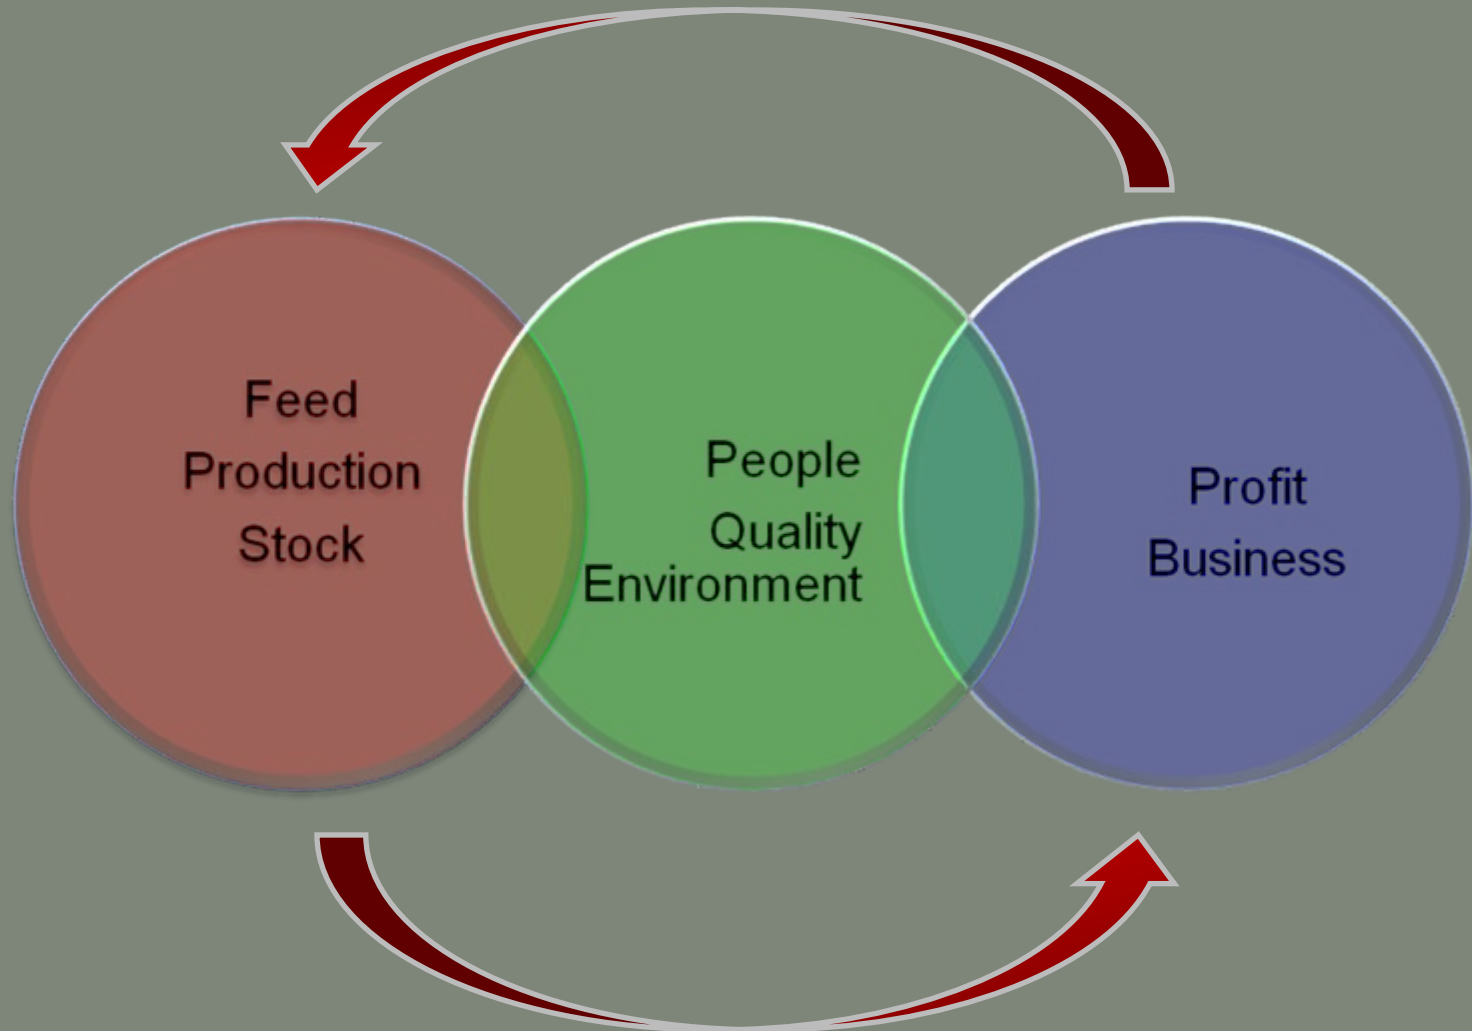 Feed
Production
Stock
People
Quality
Environment
Profit
Business